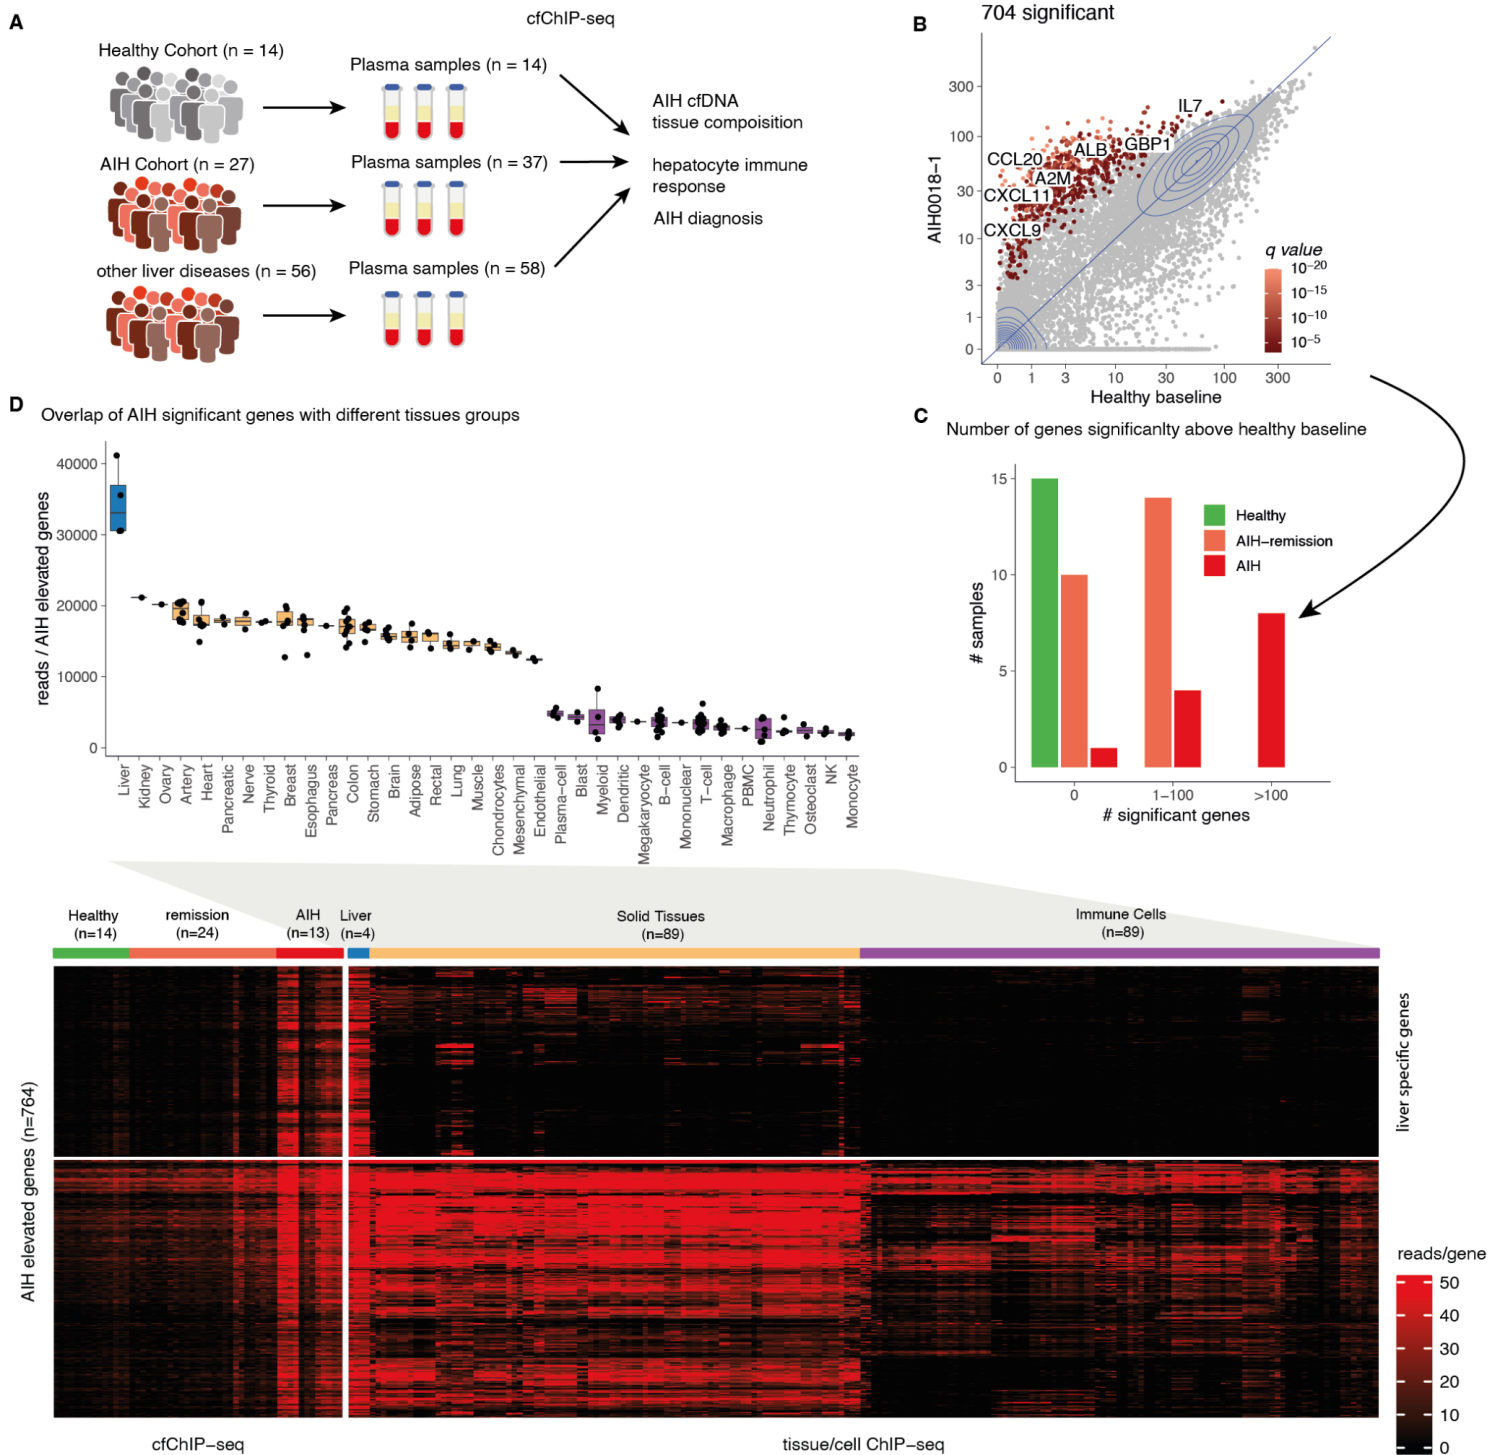 A
cfChIP-seq
Healthy Cohort (n = 14)
Plasma samples (n = 14)
AIH Cohort (n = 27)
Plasma samples (n = 37)
other liver diseases (n = 56)
Plasma samples (n = 58)
AIH cfDNA
tissue compoisition
hepatocyte immune
response
AIH diagnosis
B
704 significant
AIH0018−1
300
100
30
10
3
1
0
IL7
GBP1
ALB
CCL20
A2M
CXCL11
CXCL9
q value
10−20
10−15
10−10
10−5
0
1
3
10
30
100
300
Healthy baseline
C
Number of genes significanlty above healthy baseline
# samples
15
10
5
0
Healthy
AIH−remission
AIH
0
1−100
>100
# significant genes
D
Overlap of AIH significant genes with different tissues groups
reads / AIH elevated genes
40000
30000
20000
10000
0
Liver
Kidney
Ovary
Artery
Heart
Pancreatic
Nerve
Thyroid
Breast
Esophagus
Pancreas
Colon
Stomach
Brain
Adipose
Rectal
Lung
Muscle
Chondrocytes
Mesenchymal
Endothelial
Plasma−cell
Blast
Myeloid
Dendritic
Megakaryocyte
B−cell
Mononuclear
T−cell
Macrophage
PBMC
Neutrophil
Thymocyte
Osteoclast
NK
Monocyte
Healthy
(n=14)
remission
(n=24)
AIH
(n=13)
Liver
(n=4)
Solid Tissues
(n=89)
Immune Cells
(n=89)
AIH elevated genes (n=764)
liver specific genes
reads/gene
50
40
30
20
10
0
cfChIP−seq
tissue/cell ChIP−seq